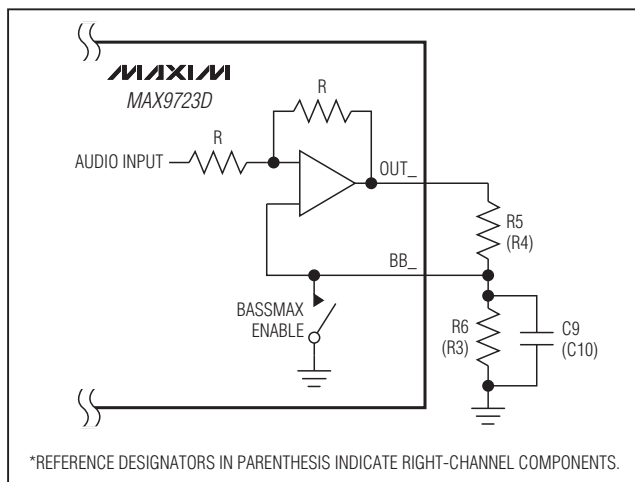 MAXIM
MAX9723D
R
R
AUDIO INPUT
OUT_
R5
(R4)
BB_
BASSMAX
ENABLE
R6
(R3)
C9
(C10)
*REFERENCE DESIGNATORS IN PARENTHESIS INDICATE RIGHT-CHANNEL COMPONENTS.